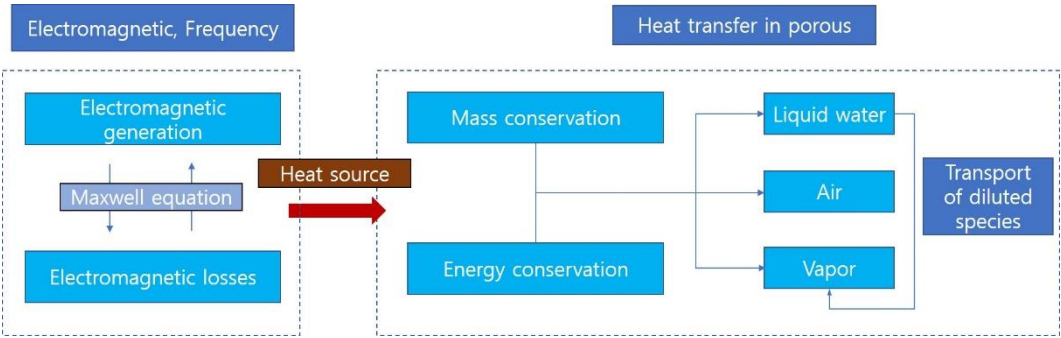 Electromagnetic, Frequency
Heat transfer in porous
Electromagnetic
generation
Maxwell equation
Electromagnetic losses
Heat source
Mass conservation
Energy conservation
Liquid water
Air
Vapor
Transport
of diluted
species